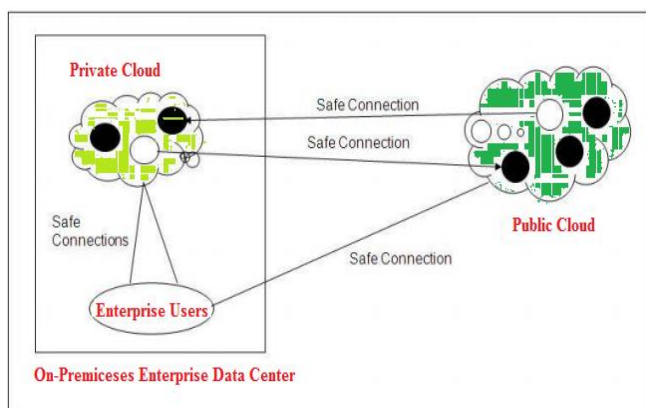 Private Cloud
Safe Connection
Safe Connection
Public Cloud
Safe
Connections
Safe Connection
Enterprise Users
On-Premiceses Enterprise Data Center